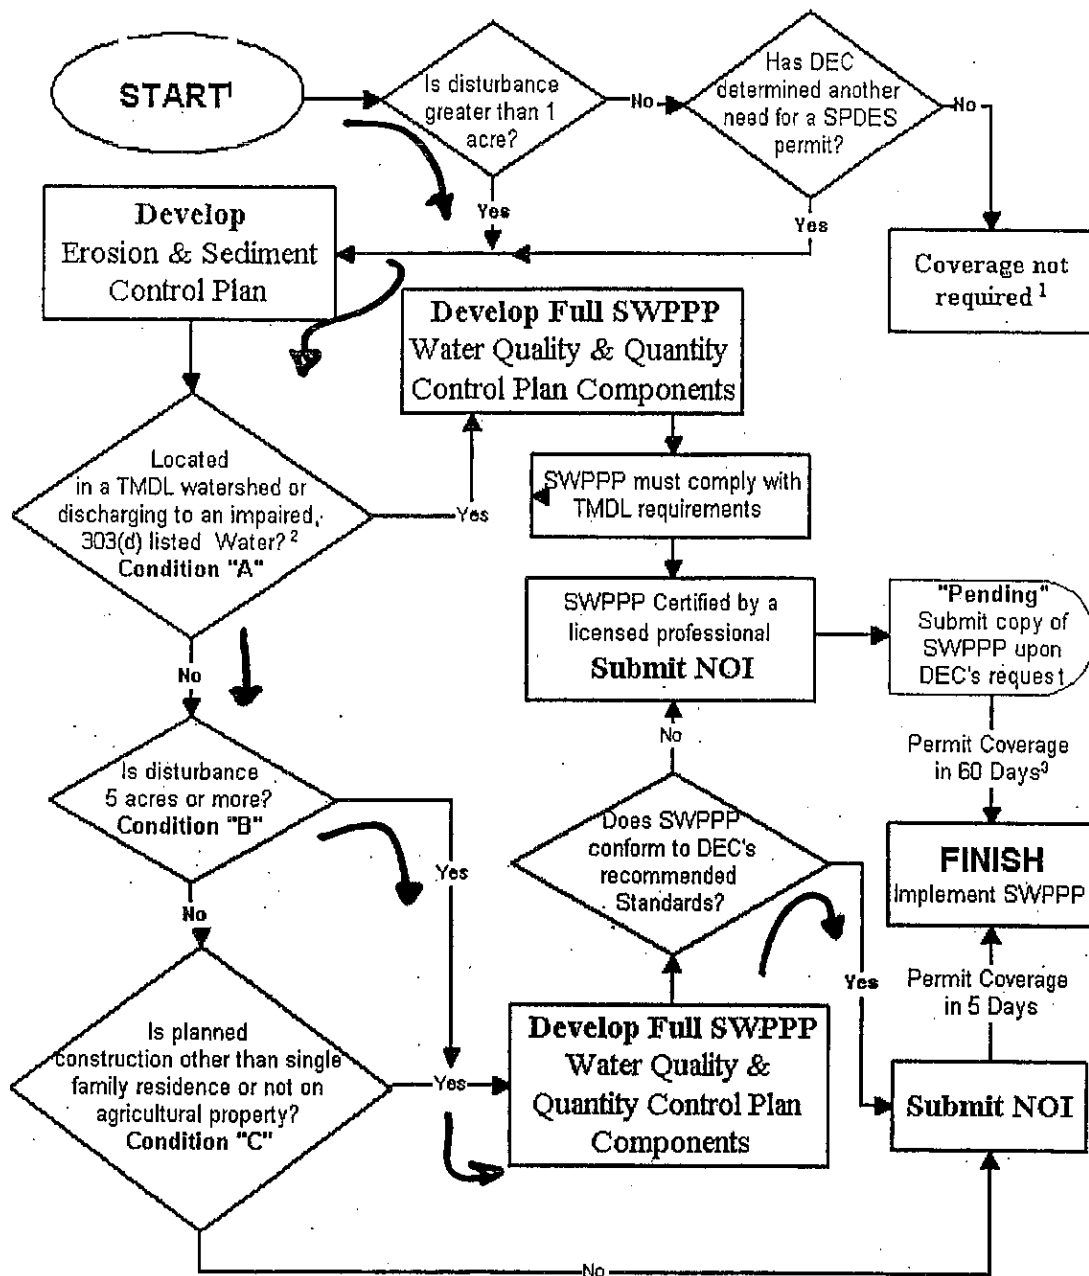 START¹
Is disturbance
greater than 1
acre?
No
Has DEC
determined another
need for a SPDES
permit?
No
Yes
Yes
Develop
Erosion & Sediment
Control Plan
Coverage not
required ¹
Develop Full SWPPP
Water Quality & Quantity
Control Plan Components
Located
in a TMDL watershed or
discharging to an impaired,
303(d) listed Water? ²
Condition "A"
Yes
SWPPP must comply with
TMDL requirements
SWPPP Certified by a
licensed professional
Submit NOI
"Pending"
Submit copy of
SWPPP upon
DEC's request
No
Is disturbance
5 acres or more?
Condition "B"
Yes
No
Permit Coverage
in 60 Days³
Does SWPPP
conform to DEC's
recommended
Standards?
No
Yes
FINISH
Implement SWPPP
Permit Coverage
in 5 Days
Is planned
construction other than single
family residence or not on
agricultural property?
Condition "C"
Yes
Develop Full SWPPP
Water Quality &
Quantity Control Plan
Components
Submit NOI
No